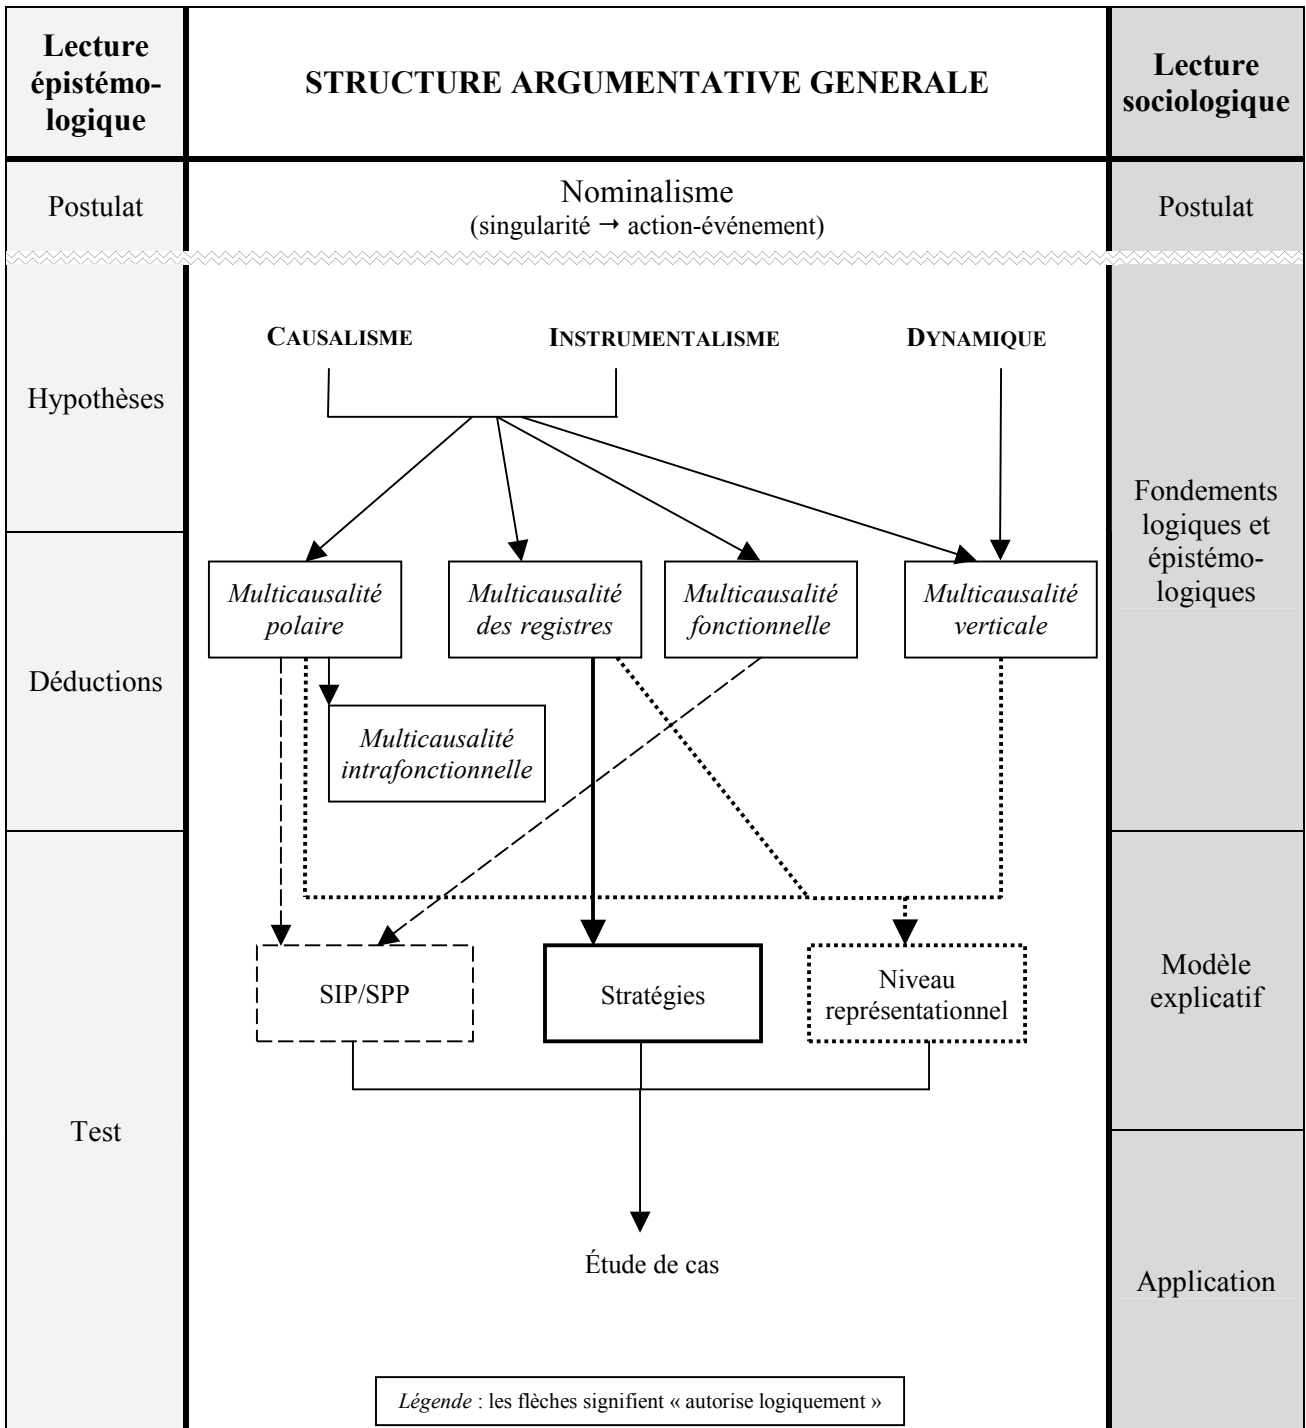 Lecture
épistémo-
logique
STRUCTURE ARGUMENTATIVE GENERALE
Lecture
sociologique
Postulat
Nominalisme
(singularité → action-événement)
Postulat
Hypothèses
CAUSALISME
INSTRUMENTALISME
DYNAMIQUE
Fondements
logiques et
épistémo-
logiques
Déductions
Multicausalité
polaire
Multicausalité
des registres
Multicausalité
fonctionnelle
Multicausalité
verticale
Multicausalité
intrafonctionnelle
Test
SIP/SPP
Stratégies
Niveau
représentationnel
Modèle
explicatif
Étude de cas
Application
Légende : les flèches signifient « autorise logiquement »